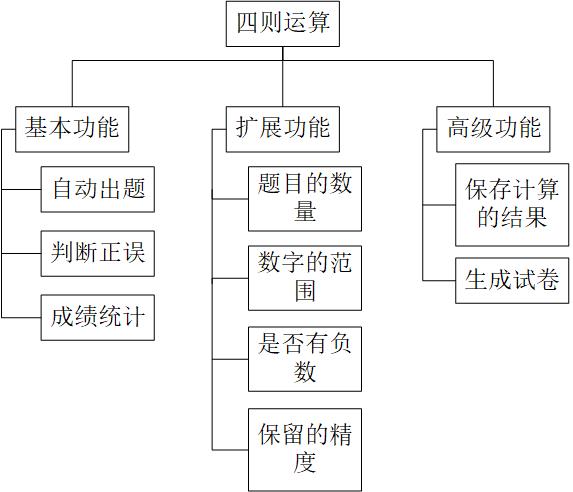 四则运算
基本功能
扩展功能
高级功能
自动出题
判断正误
成绩统计
题目的数
量
数字的范
围
是否有负
数
保留的精
度
保存计算
的结果
生成试卷